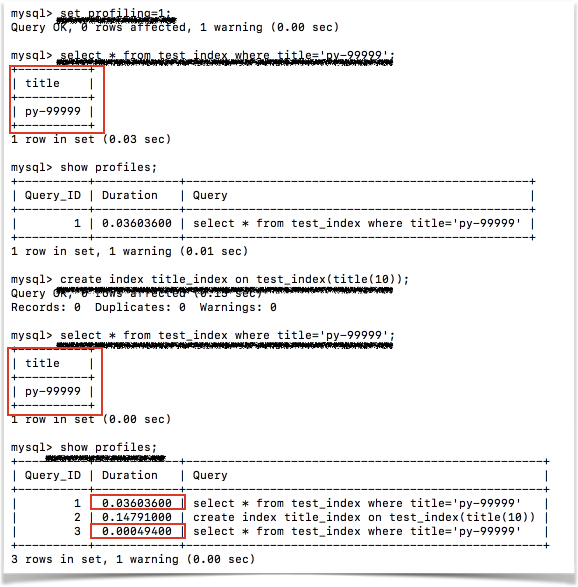 mysql> set profiling=1;
Query OK, 0 rows affected, 1 warning (0.00 sec)
mysql> select * from test_index where title='py-99999';
+----------+
| title    |
+----------+
| py-99999 |
+----------+
1 row in set (0.03 sec)
mysql> show profiles;
+----------+------------+---------------------------------------------------+
| Query_ID | Duration   | Query                                             |
+----------+------------+---------------------------------------------------+
|        1 | 0.03603600 | select * from test_index where title='py-99999' |
+----------+------------+---------------------------------------------------+
1 row in set, 1 warning (0.01 sec)
mysql> create index title_index on test_index(title(10));
Query OK, 0 rows affected (0.15 sec)
Records: 0  Duplicates: 0  Warnings: 0
mysql> select * from test_index where title='py-99999';
+----------+
| title    |
+----------+
| py-99999 |
+----------+
1 row in set (0.00 sec)
mysql> show profiles;
+----------+------------+---------------------------------------------------+
| Query_ID | Duration   | Query                                             |
+----------+------------+---------------------------------------------------+
|        1 | 0.03603600 | select * from test_index where title='py-99999'   |
|        2 | 0.14791000 | create index title_index on test_index(title(10)) |
|        3 | 0.00049400 | select * from test_index where title='py-99999'   |
+----------+------------+---------------------------------------------------+
3 rows in set, 1 warning (0.00 sec)